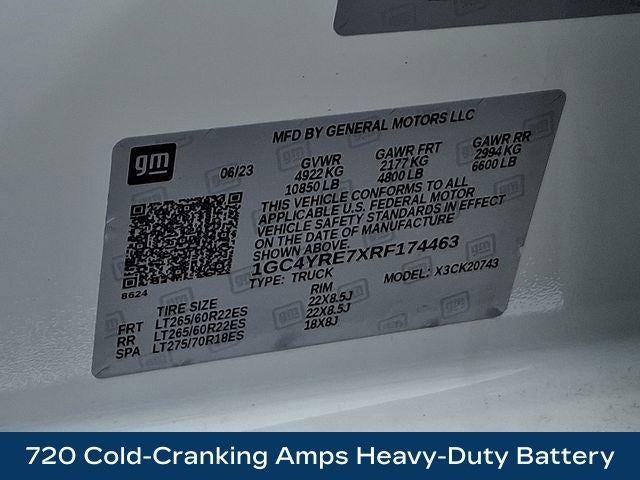 MFD BY GENERAL MOTORS LLC
gm
06/23 GVWR GAWR FRT GAWR RR
4922 KG 2177 KG 2994 KG
10850 LB 4800 LB 6600 LB
THIS VEHICLE CONFORMS TO ALL
APPLICABLE U.S. FEDERAL MOTOR
VEHICLE SAFETY STANDARDS IN EFFECT
ON THE DATE OF MANUFACTURE
SHOWN ABOVE.
1GC4YRE7XRF174463
TYPE: TRUCK MODEL: X3CK20743
8624
TIRE SIZE RIM
FRT LT265/60R22ES 22X8.5J
RR LT265/60R22ES 22X8.5J
SPA LT275/70R18ES 18X8J
720 Cold-Cranking Amps Heavy-Duty Battery